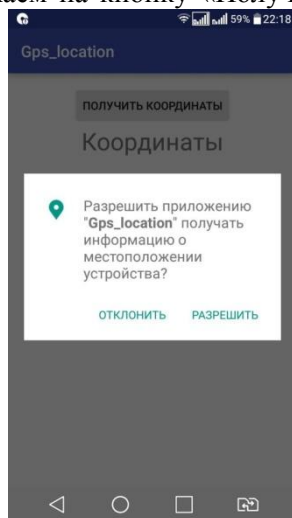 59% 22:18
Gps_location
ПОЛУЧИТЬ КООРДИНАТЫ
Координаты
Разрешить приложению
"Gps_location" получать
информацию о
местоположении
устройства?
ОТКЛОНИТЬ РАЗРЕШИТЬ